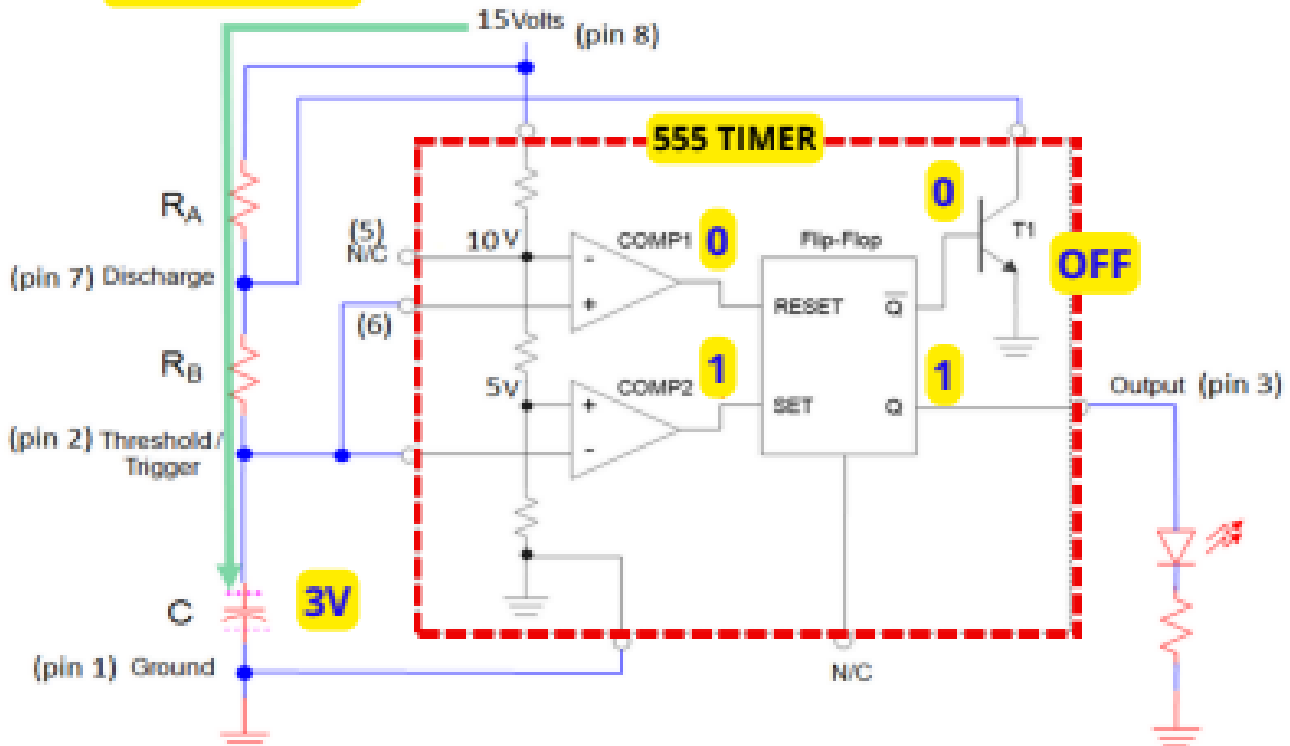 15Volts (pin 8)
555 TIMER
0
RA
(5)
N/C
10V
COMP1
0
Flip-Flop
T1
OFF
(pin 7) Discharge
(6)
RESET
Q
RB
5V
COMP2
1
1
SET
Q
Output (pin 3)
(pin 2) Threshold /
Trigger
C
3V
(pin 1) Ground
N/C